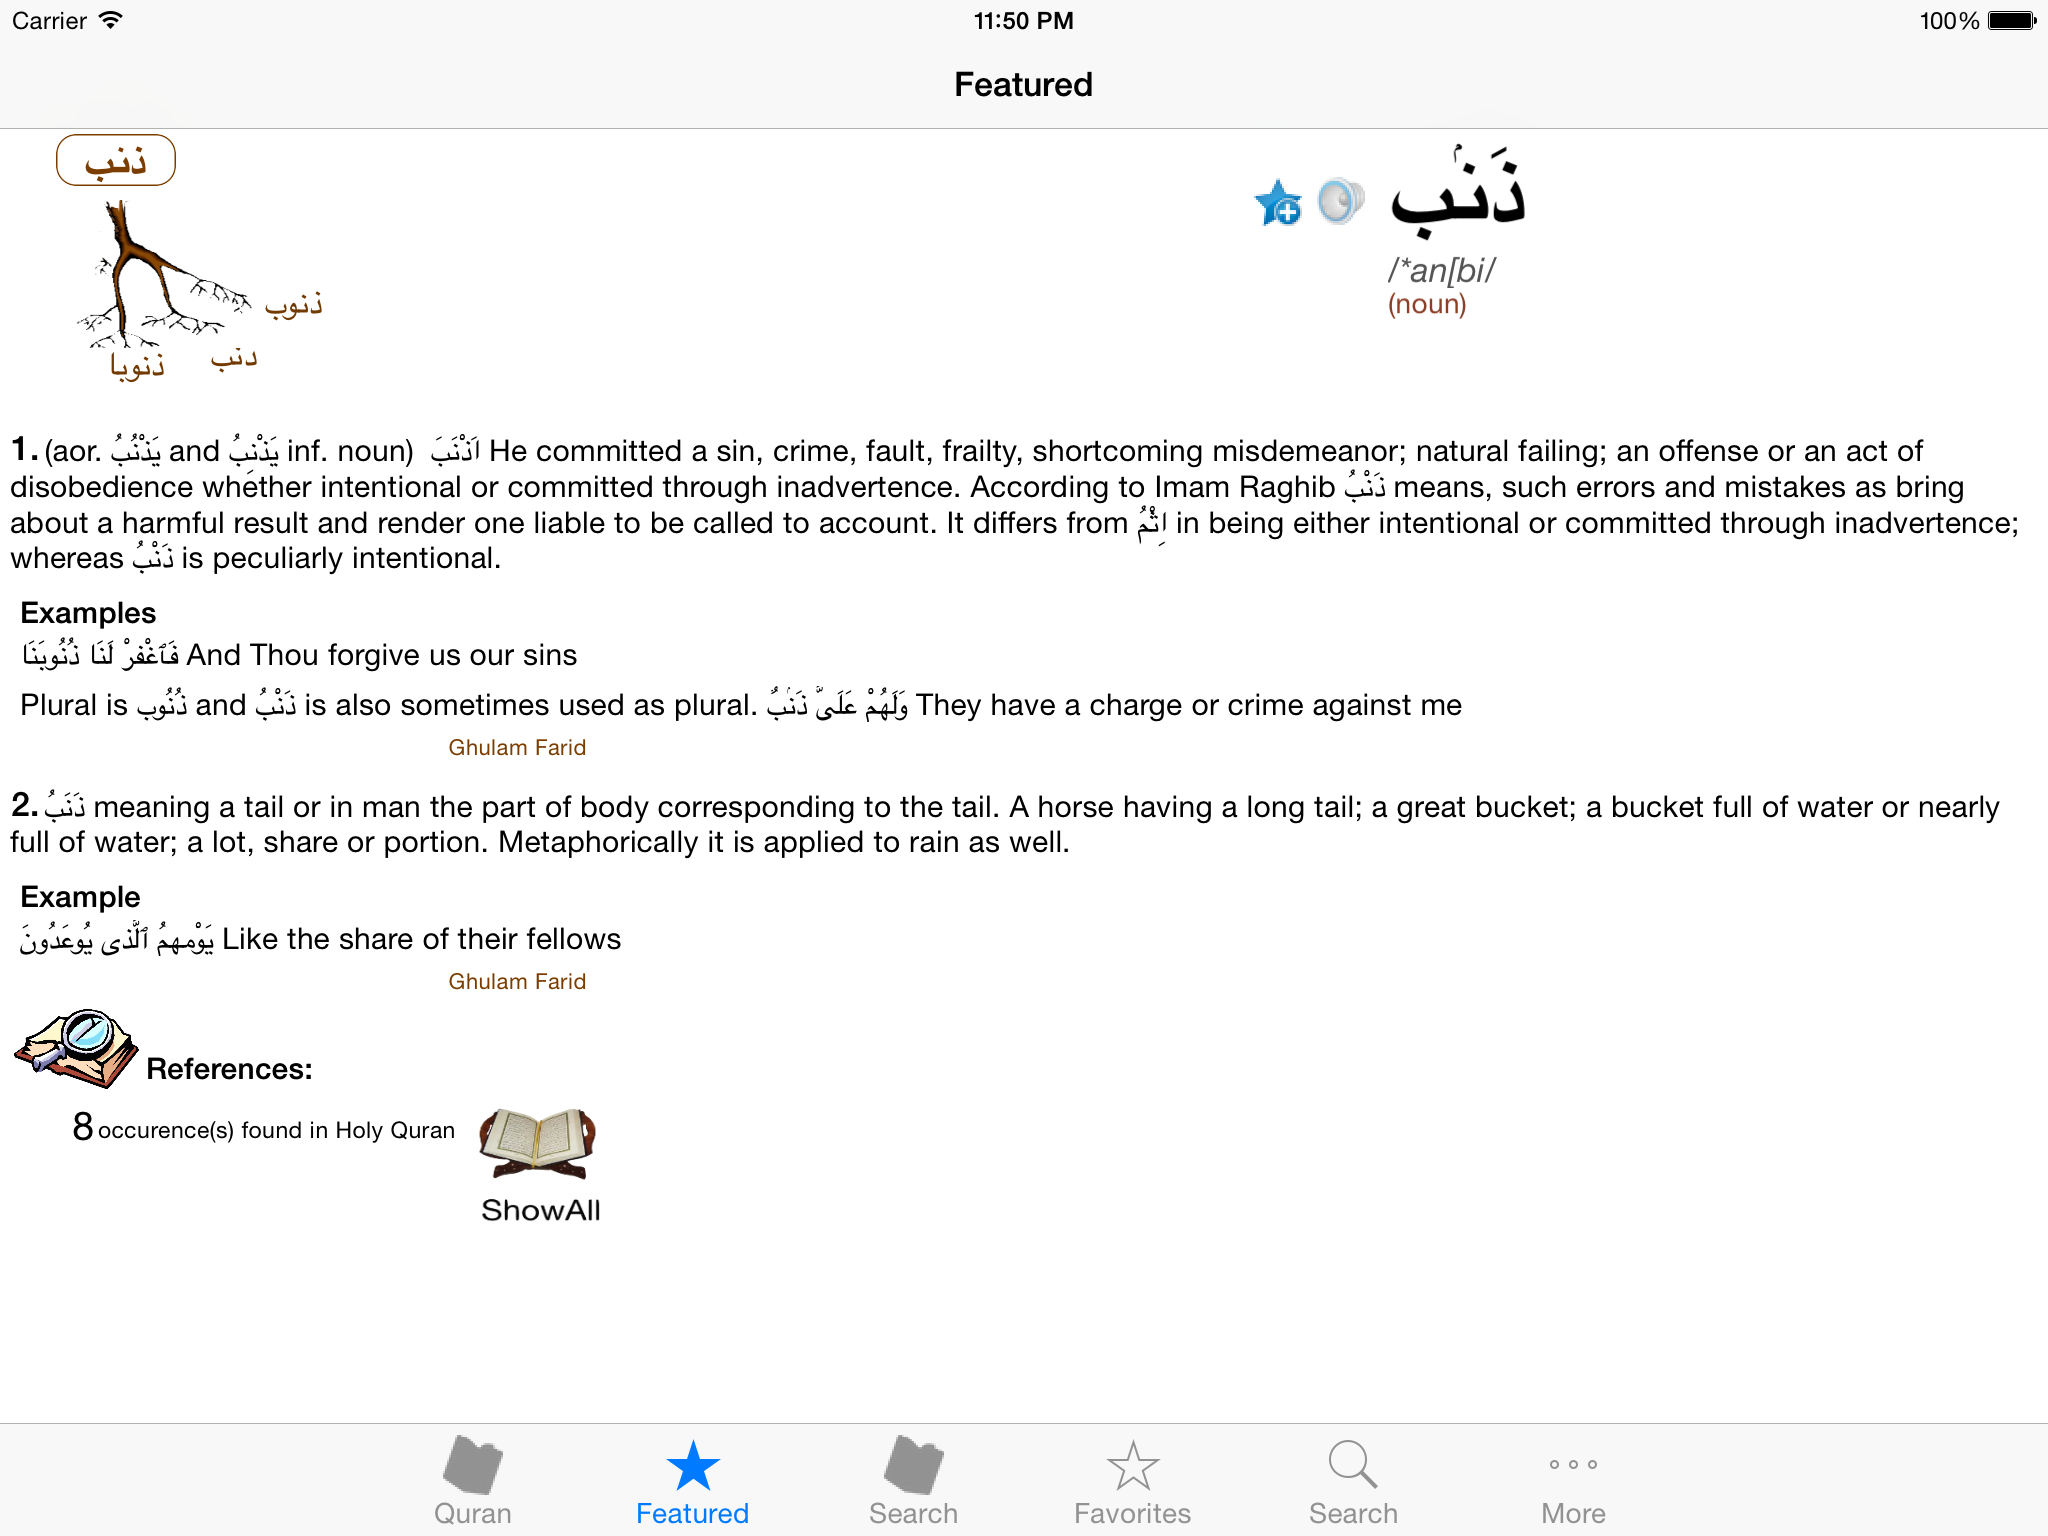 Carrier
11:50 PM
100%
Featured
ذنب
ذنوب
دنب
ذنوبا
ذَنۢبِ
/*an[bi/
(noun)
1. (aor. يَذْنُبُ and يَذْنِبُ inf. noun) اَذْنَبَ He committed a sin, crime, fault, frailty, shortcoming misdemeanor; natural failing; an offense or an act of
disobedience whether intentional or committed through inadvertence. According to Imam Raghib ذَنْبُ means, such errors and mistakes as bring
about a harmful result and render one liable to be called to account. It differs from اِثْمُ in being either intentional or committed through inadvertence;
whereas ذَنْبُ is peculiarly intentional.
Examples
فَٱغْفِرْ لَنَا ذُنُوبَنَا And Thou forgive us our sins
Plural is ذُنُوب and ذَنْبُ is also sometimes used as plural. وَلَهُمْ عَلَىَّ ذَنۢبٌ They have a charge or crime against me
Ghulam Farid
2. ذَنَبُ meaning a tail or in man the part of body corresponding to the tail. A horse having a long tail; a great bucket; a bucket full of water or nearly
full of water; a lot, share or portion. Metaphorically it is applied to rain as well.
Example
يَوْمِهِمُ ٱلَّذِى يُوعَدُونَ Like the share of their fellows
Ghulam Farid
References:
8 occurence(s) found in Holy Quran
ShowAll
Quran
Featured
Search
Favorites
Search
More